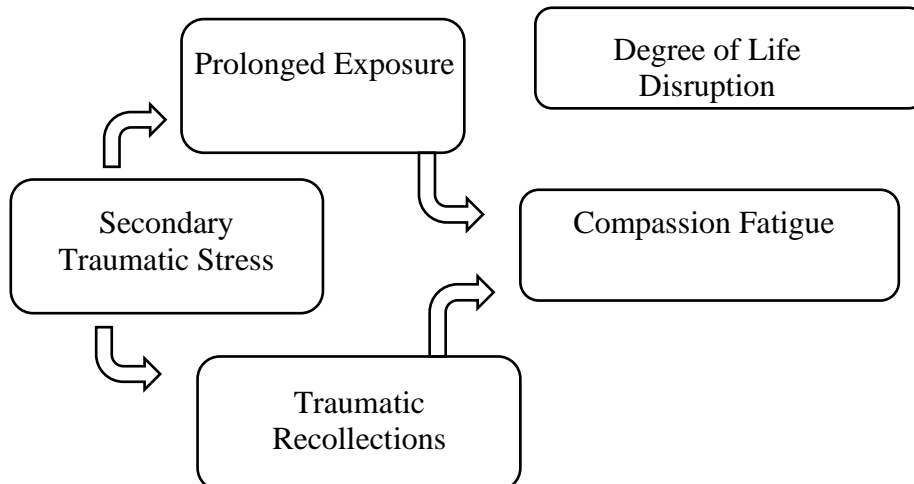 Prolonged Exposure
Degree of Life
Disruption
Secondary
Traumatic Stress
Compassion Fatigue
Traumatic
Recollections